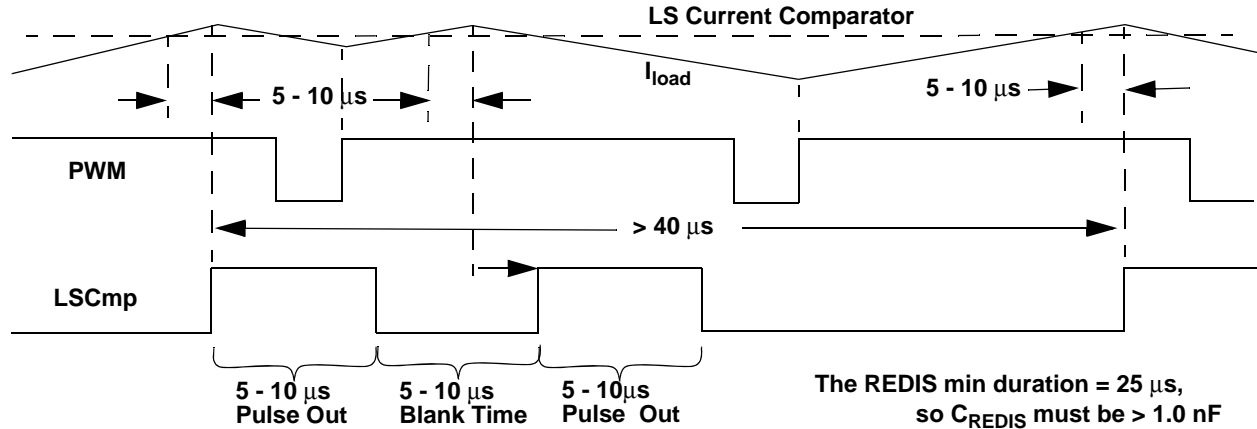 LS Current Comparator
Iload
5 - 10 μs
5 - 10 μs
PWM
> 40 μs
LSCmp
5 - 10 μs
Pulse Out
5 - 10 μs
Blank Time
5 - 10μs
Pulse Out
The REDIS min duration = 25 μs,
so CREDIS must be > 1.0 nF